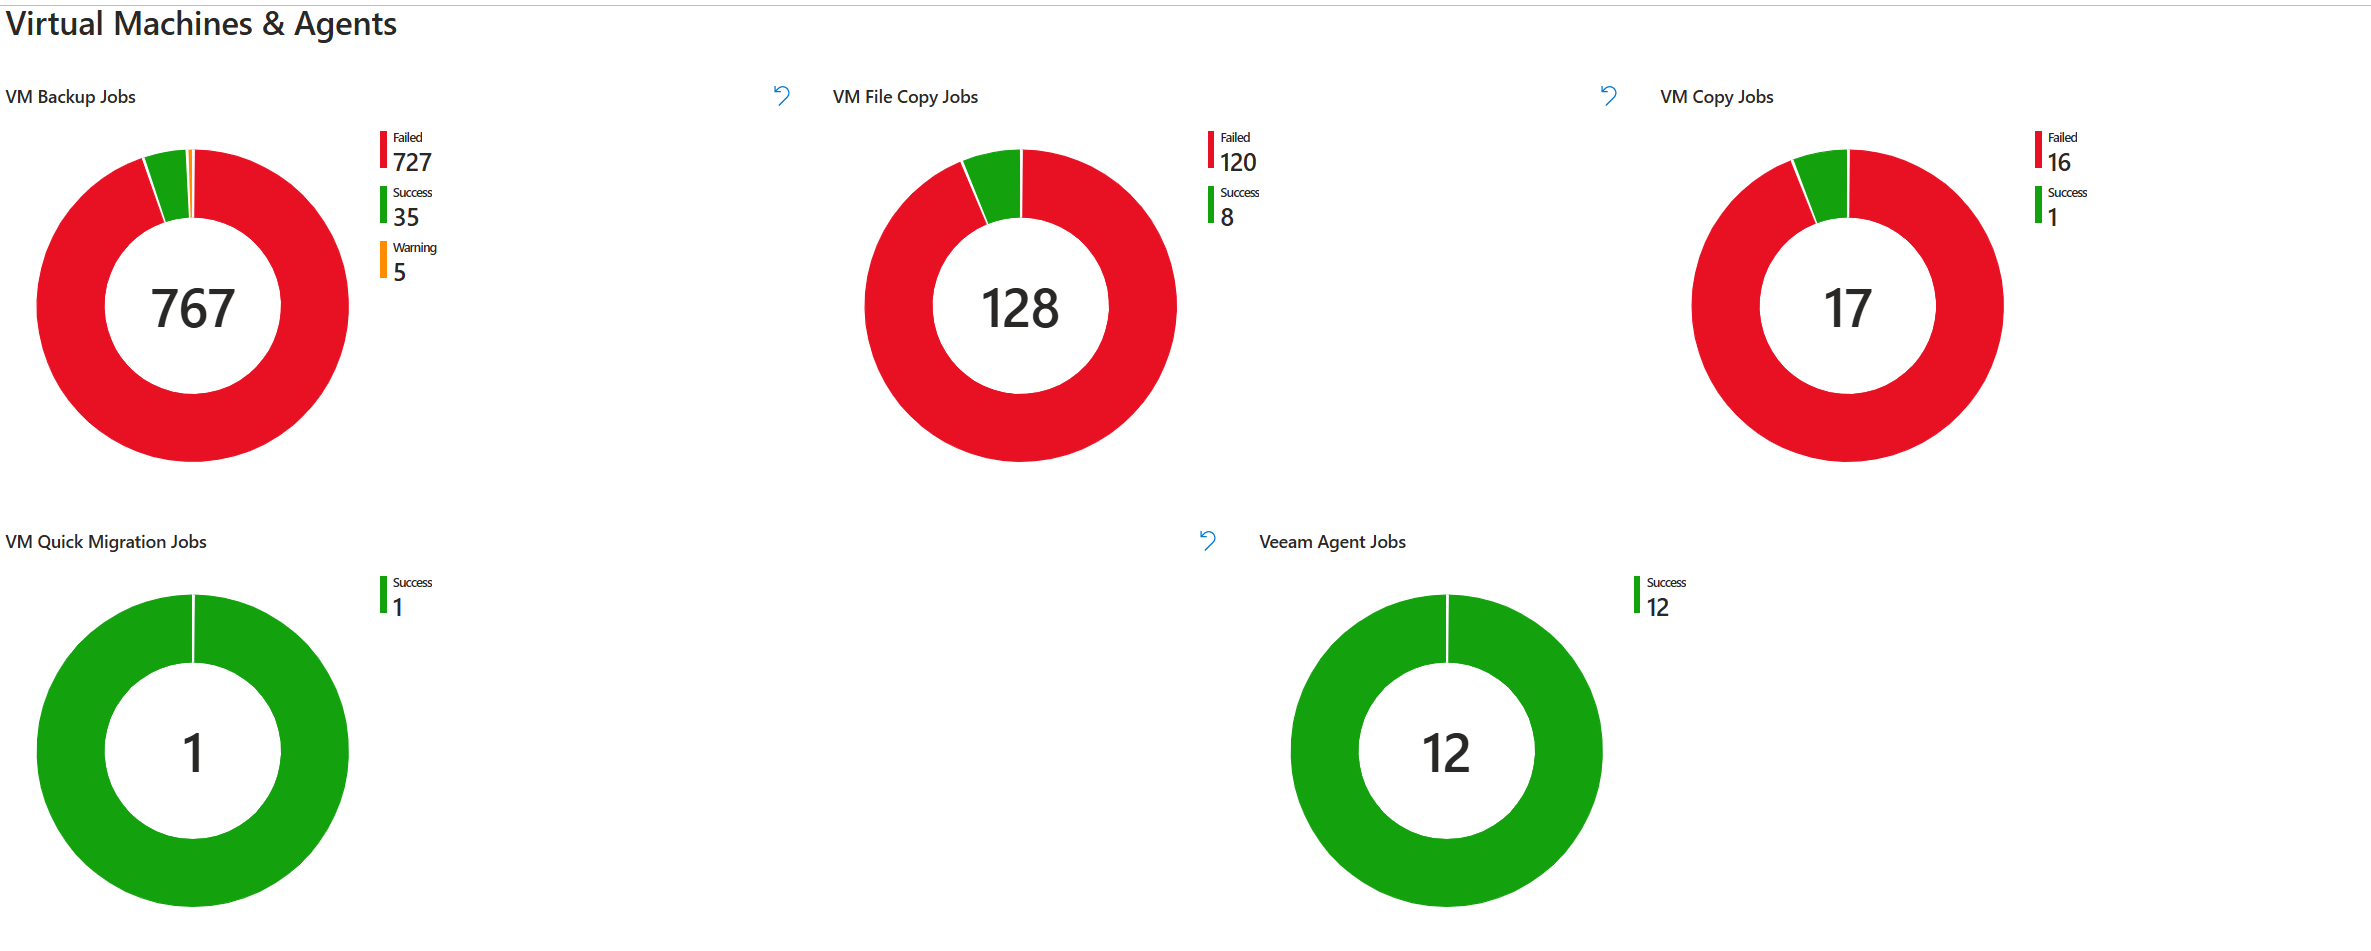 Virtual Machines & Agents
VM Backup Jobs
Failed
727
Success
35
Warning
5
767
VM File Copy Jobs
Failed
120
Success
8
128
VM Copy Jobs
Failed
16
Success
1
17
VM Quick Migration Jobs
Success
1
1
Veeam Agent Jobs
Success
12
12